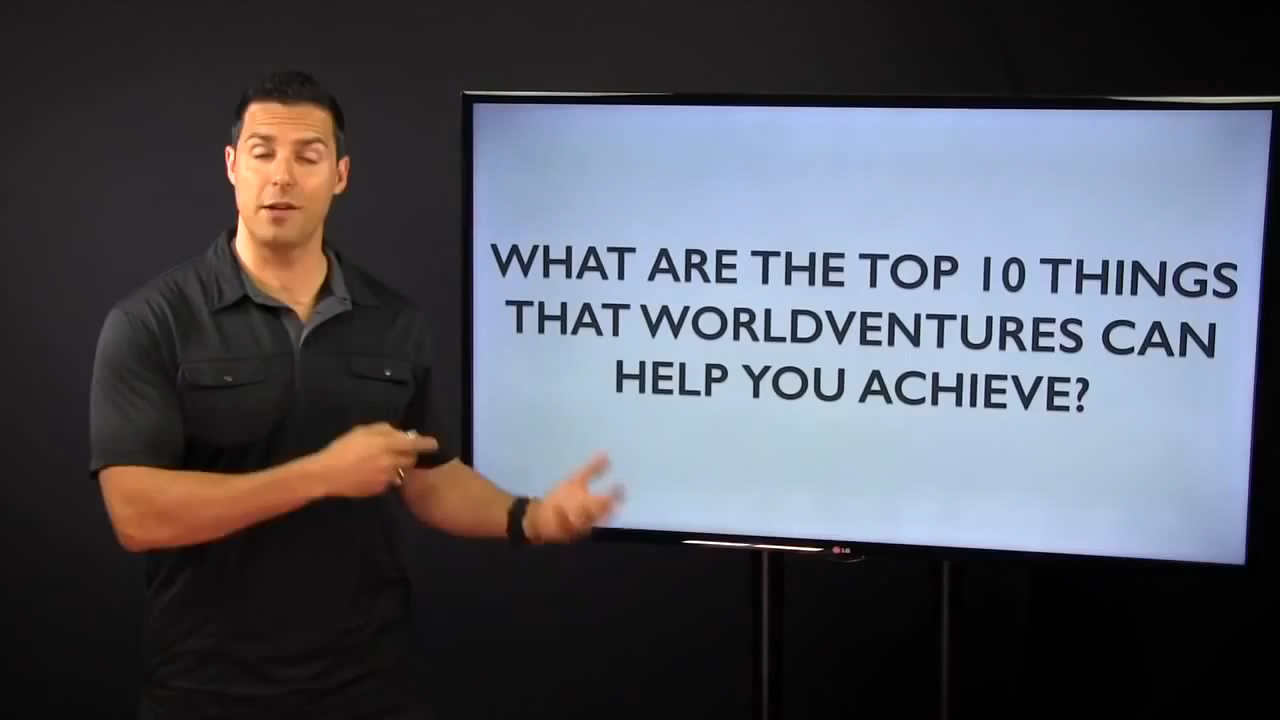 WHAT ARE THE TOP 10 THINGS
THAT WORLDVENTURES CAN
HELP YOU ACHIEVE?
LG